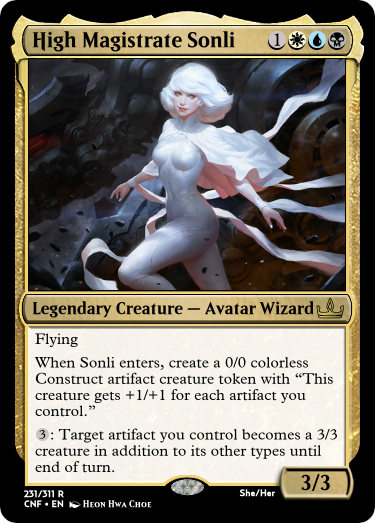 High Magistrate Sonli 1
Legendary Creature — Avatar Wizard
Flying
When Sonli enters, create a 0/0 colorless
Construct artifact creature token with “This
creature gets +1/+1 for each artifact you
control.”
3: Target artifact you control becomes a 3/3
creature in addition to its other types until
end of turn.
3/3
231/311 R
She/Her
CNF • EN Heon Hwa Choe